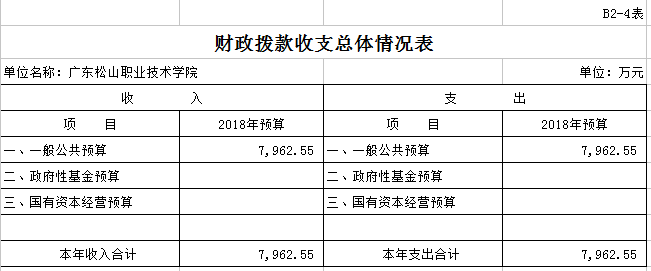 B2-4表
财政拨款收支总体情况表
单位名称：广东松山职业技术学院 单位：万元
收 入 支 出
项 目 2018年预算 项 目 2018年预算
一、一般公共预算 7,962.55 一、一般公共预算 7,962.55
二、政府性基金预算 二、政府性基金预算
三、国有资本经营预算 三、国有资本经营预算
本年收入合计 7,962.55 本年支出合计 7,962.55